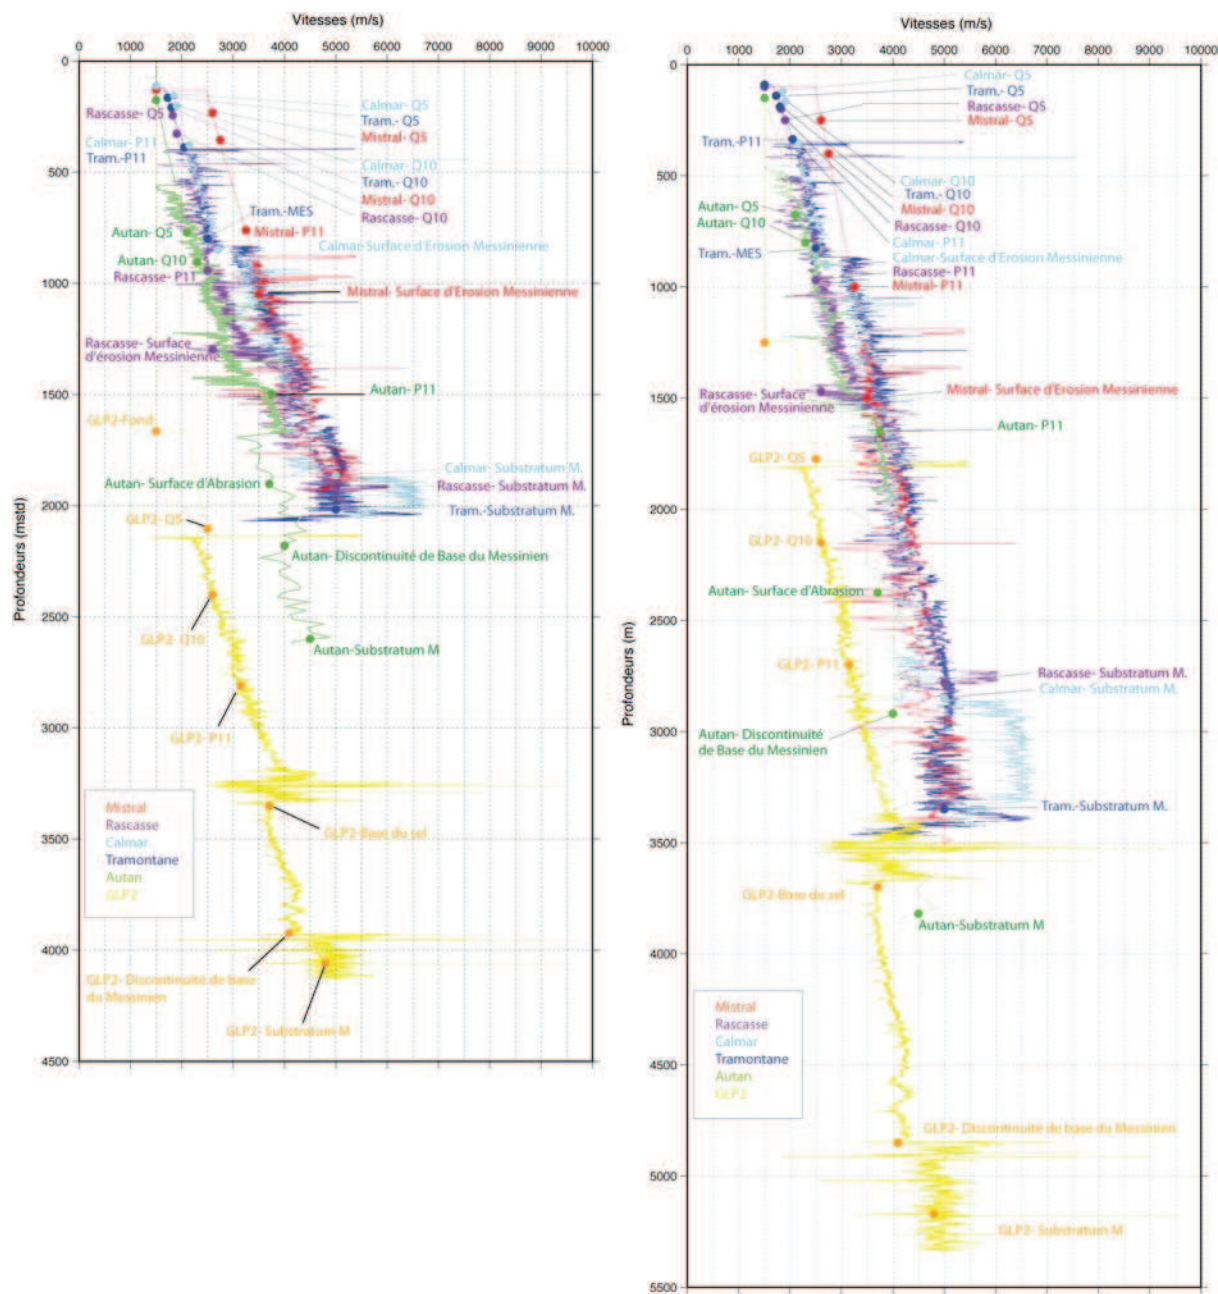 Vitesses (m/s)
0 1000 2000 3000 4000 5000 6000 7000 8000 9000 10000
Profondeurs (mstd)
0
500
1000
1500
2000
2500
3000
3500
4000
4500
Rascasse- Q5
Calmar- Q5
Tram.- Q5
Mistral- Q5
Calmar- P11
Tram.-P11
Calmar- Q10
Tram.- Q10
Mistral- Q10
Rascasse- Q10
Tram.-MES
Mistral- P11
Autan- Q5
Calmar-Surface d'Erosion Messinienne
Autan- Q10
Rascasse- P11
Mistral- Surface d'Erosion Messinienne
Rascasse- Surface
d'érosion Messinienne
Autan- P11
GLP2-Fond
Calmar- Substratum M.
Autan- Surface d'Abrasion
Rascasse- Substratum M.
Tram.-Substratum M.
GLP2- Q5
Autan- Discontinuité de Base du Messinien
GLP2- Q10
Autan-Substratum M
GLP2- P11
GLP2-Base du sel
Mistral
Rascasse
Calmar
Tramontane
Autan
GLP2
GLP2- Discontinuité de base
du Messinien
GLP2- Substratum M
Vitesses (m/s)
0 1000 2000 3000 4000 5000 6000 7000 8000 9000 10000
Profondeurs (m)
0
500
1000
1500
2000
2500
3000
3500
4000
4500
5000
5500
Calmar- Q5
Tram.- Q5
Rascasse- Q5
Mistral- Q5
Tram.-P11
Calmar- Q10
Tram.- Q10
Mistral- Q10
Rascasse- Q10
Autan- Q5
Autan- Q10
Calmar- P11
Tram.-MES
Calmar-Surface d'Erosion Messinienne
Rascasse- P11
Mistral- P11
Mistral- Surface d'Erosion Messinienne
Rascasse- Surface
d'érosion Messinienne
Autan- P11
GLP2- Q5
GLP2- Q10
Autan- Surface d'Abrasion
GLP2- P11
Rascasse- Substratum M.
Calmar- Substratum M.
Autan- Discontinuité
de Base du Messinien
Tram.-Substratum M.
GLP2-Base du sel
Autan-Substratum M
Mistral
Rascasse
Calmar
Tramontane
Autan
GLP2
GLP2- Discontinuité de base du Messinien
GLP2- Substratum M